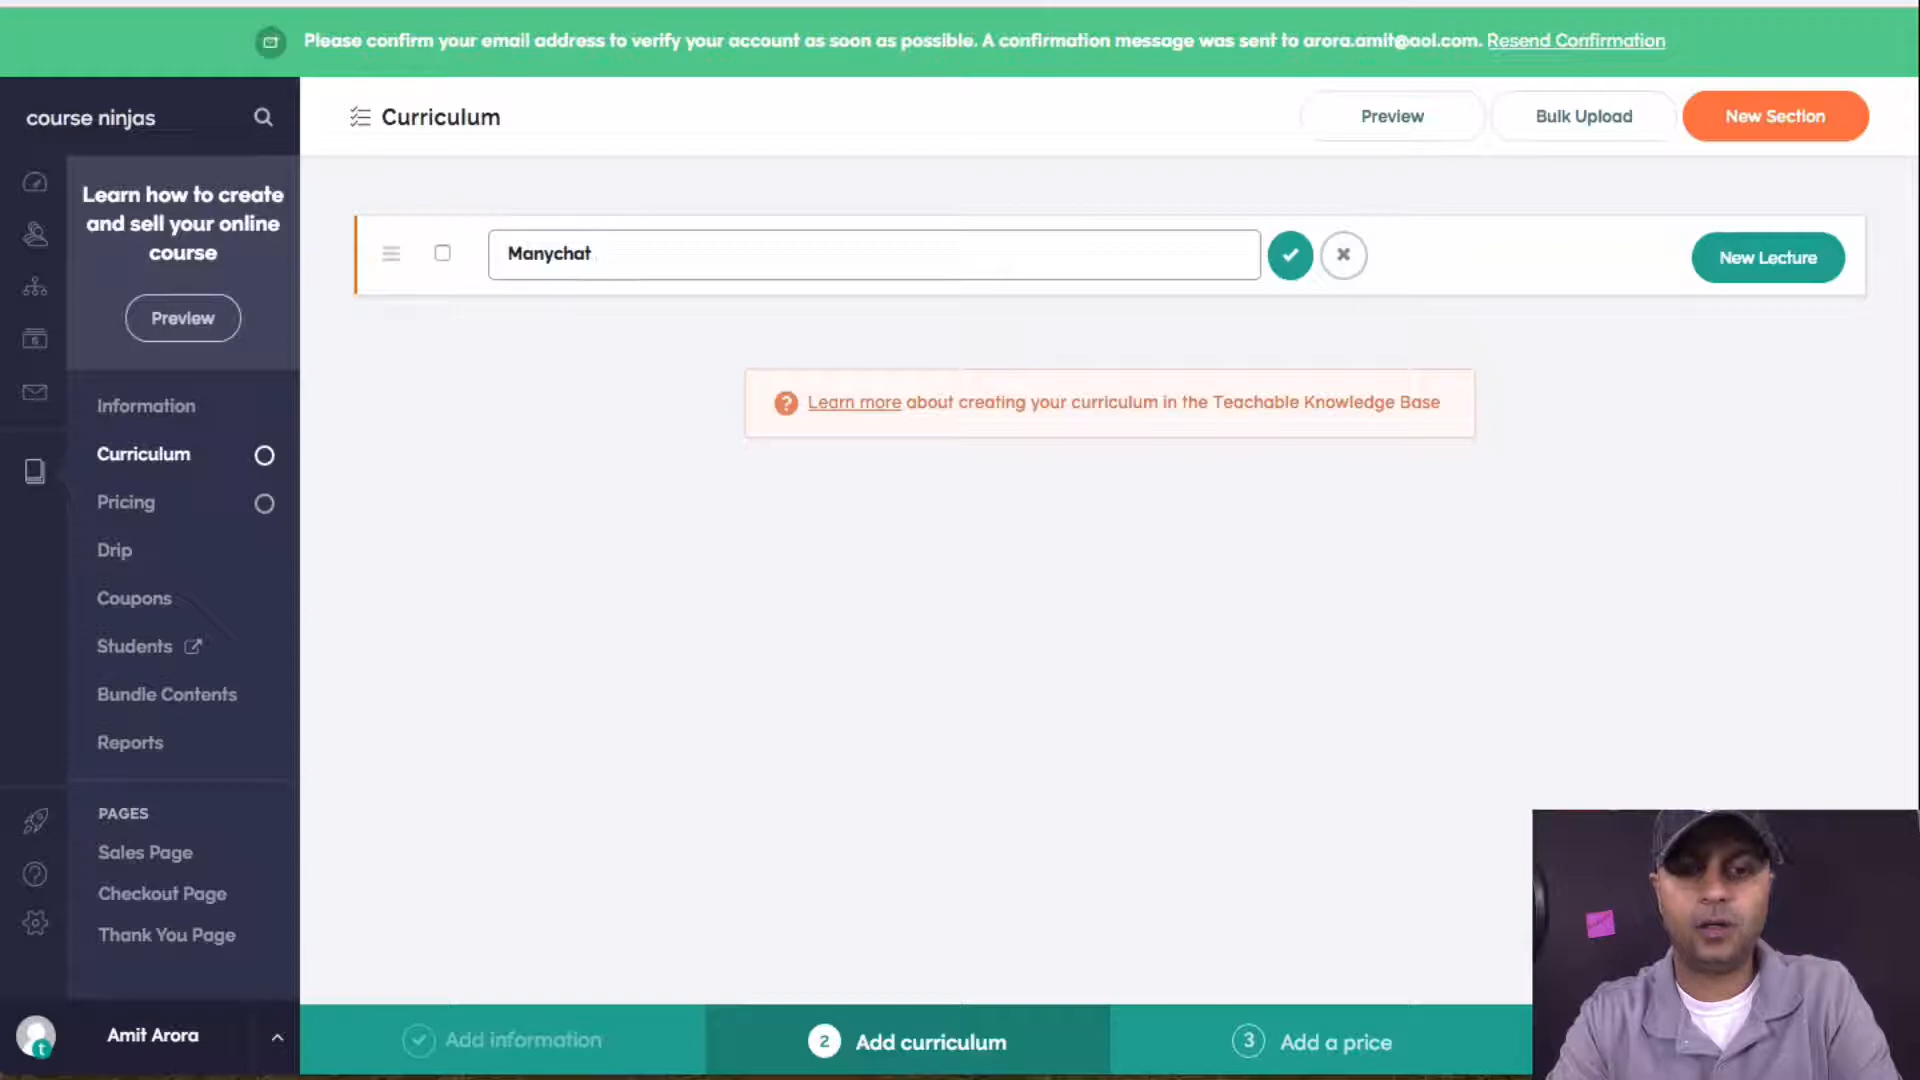 Please confirm your email address to verify your account as soon as possible. A confirmation message was sent to arora.amit@aol.com. Resend Confirmation
course ninjas
Curriculum
Preview
Bulk Upload
New Section
Learn how to create
and sell your online
course
Preview
Manychat
New Lecture
? Learn more about creating your curriculum in the Teachable Knowledge Base
Information
Curriculum
Pricing
Drip
Coupons
Students
Bundle Contents
Reports
PAGES
Sales Page
Checkout Page
Thank You Page
t
Amit Arora
Add information
2 Add curriculum
3 Add a price